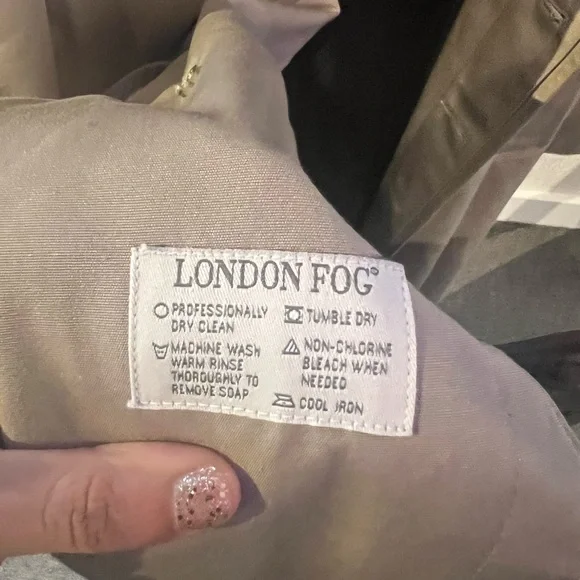 LONDON FOG®
PROFESSIONALLY
DRY CLEAN
MACHINE WASH
WARM RINSE
THOROUGHLY TO
REMOVE SOAP
TUMBLE DRY
NON-CHLORINE
BLEACH WHEN
NEEDED
COOL IRON